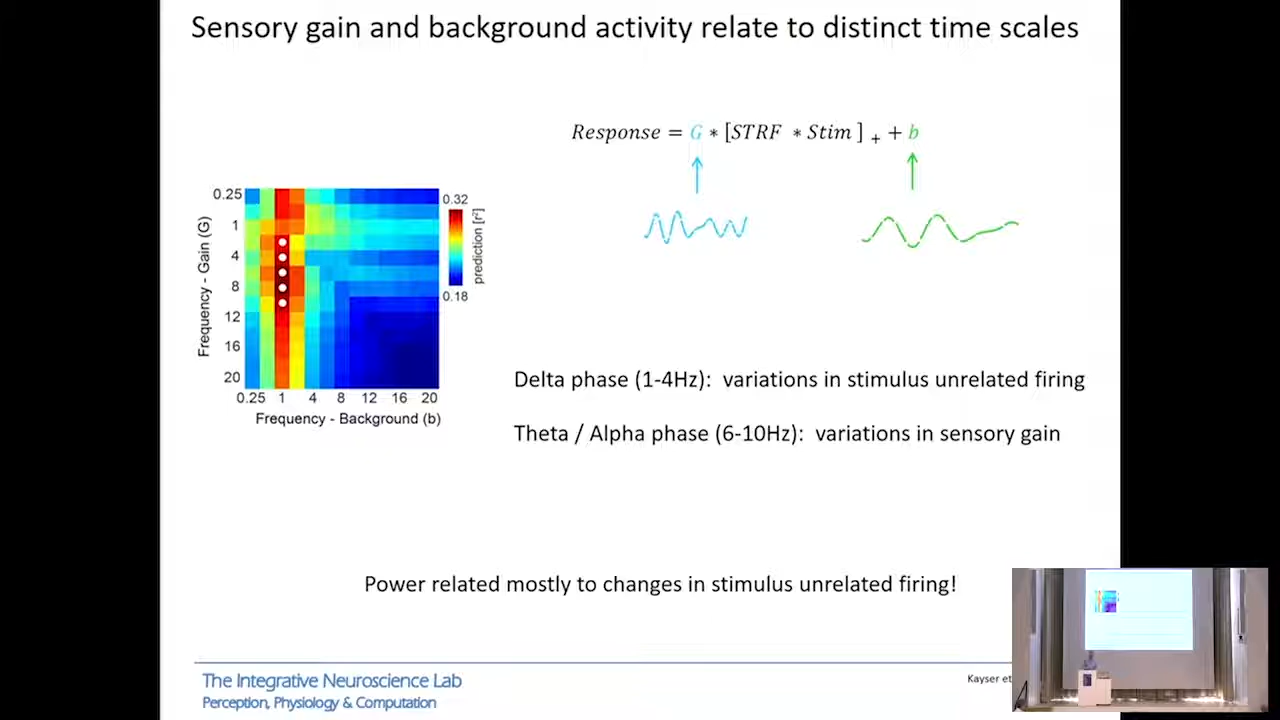 Sensory gain and background activity relate to distinct time scales
Response = G * [STRF * Stim ] + + b
0.25
1
4
8
12
16
20
Frequency - Gain (G)
0.25 1 4 8 12 16 20
Frequency - Background (b)
0.32
0.18
prediction [r²]
Delta phase (1-4Hz): variations in stimulus unrelated firing
Theta / Alpha phase (6-10Hz): variations in sensory gain
Power related mostly to changes in stimulus unrelated firing!
The Integrative Neuroscience Lab
Perception, Physiology & Computation
Kayser et